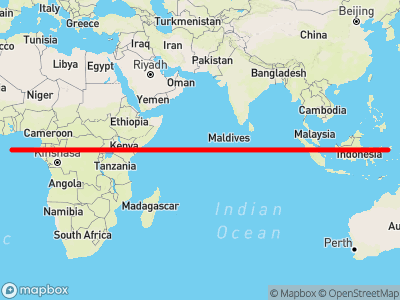 Italy
Beijing
Tunisia
Greece
Turkmenistan
Iraq
Iran
China
Libya
Egypt
Riyadh
Pakistan
Oman
Bangladesh
Niger
Yemen
Cambodia
Cameroon
Ethiopia
Maldives
Malaysia
Kenya
Kinshasa
Indonesia
Tanzania
Angola
Madagascar
Namibia
Indian
Ocean
South Africa
Perth
mapbox
© Mapbox © OpenStreetMap